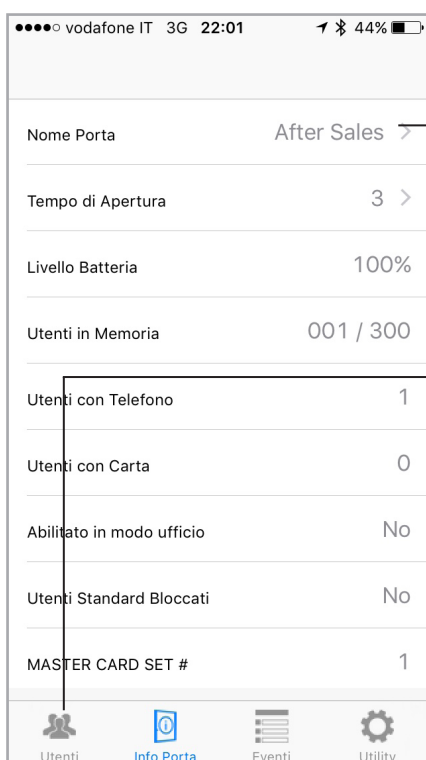 vodafone IT 3G 22:01 44%
Nome Porta After Sales >
Tempo di Apertura 3 >
Livello Batteria 100%
Utenti in Memoria 001 / 300
Utenti con Telefono 1
Utenti con Carta 0
Abilitato in modo ufficio No
Utenti Standard Bloccati No
MASTER CARD SET # 1
Utenti Info Porta Eventi Utility